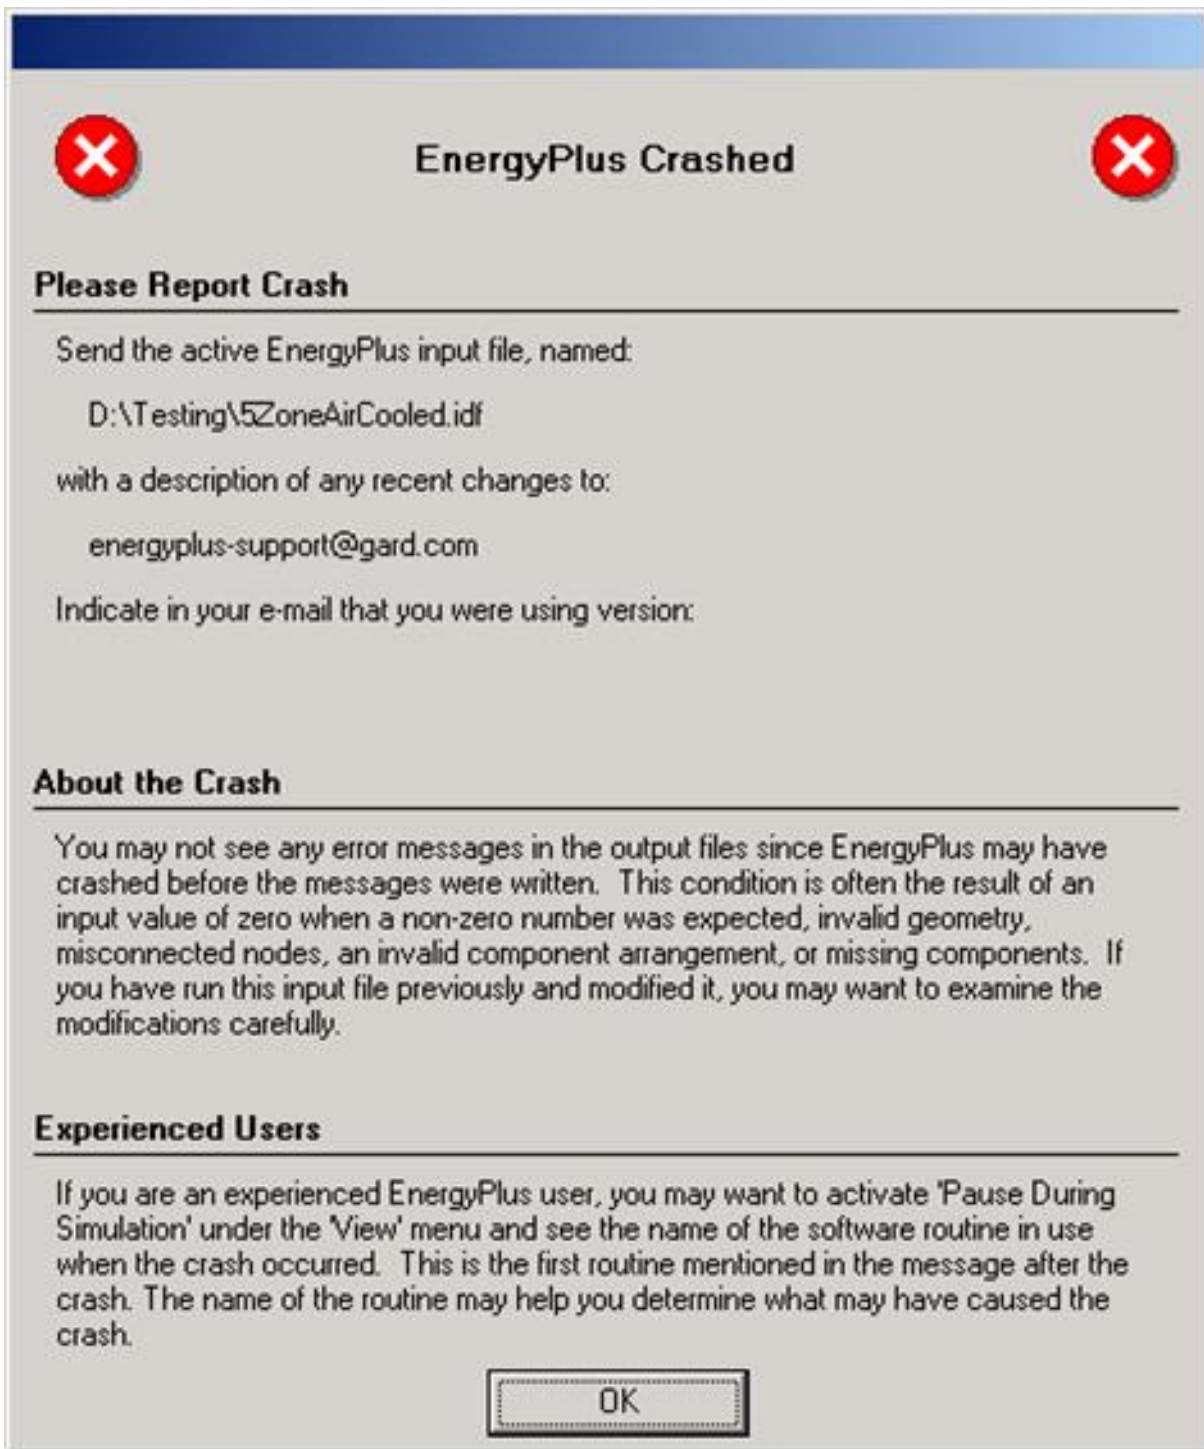 EnergyPlus Crashed
Please Report Crash
Send the active EnergyPlus input file, named:
D:\Testing\5ZoneAirCooled.idf
with a description of any recent changes to:
energyplus-support@gard.com
Indicate in your e-mail that you were using version:
About the Crash
You may not see any error messages in the output files since EnergyPlus may have
crashed before the messages were written.  This condition is often the result of an
input value of zero when a non-zero number was expected, invalid geometry,
misconnected nodes, an invalid component arrangement, or missing components.  If
you have run this input file previously and modified it, you may want to examine the
modifications carefully.
Experienced Users
If you are an experienced EnergyPlus user, you may want to activate 'Pause During
Simulation' under the 'View' menu and see the name of the software routine in use
when the crash occurred.  This is the first routine mentioned in the message after the
crash. The name of the routine may help you determine what may have caused the
crash.
OK